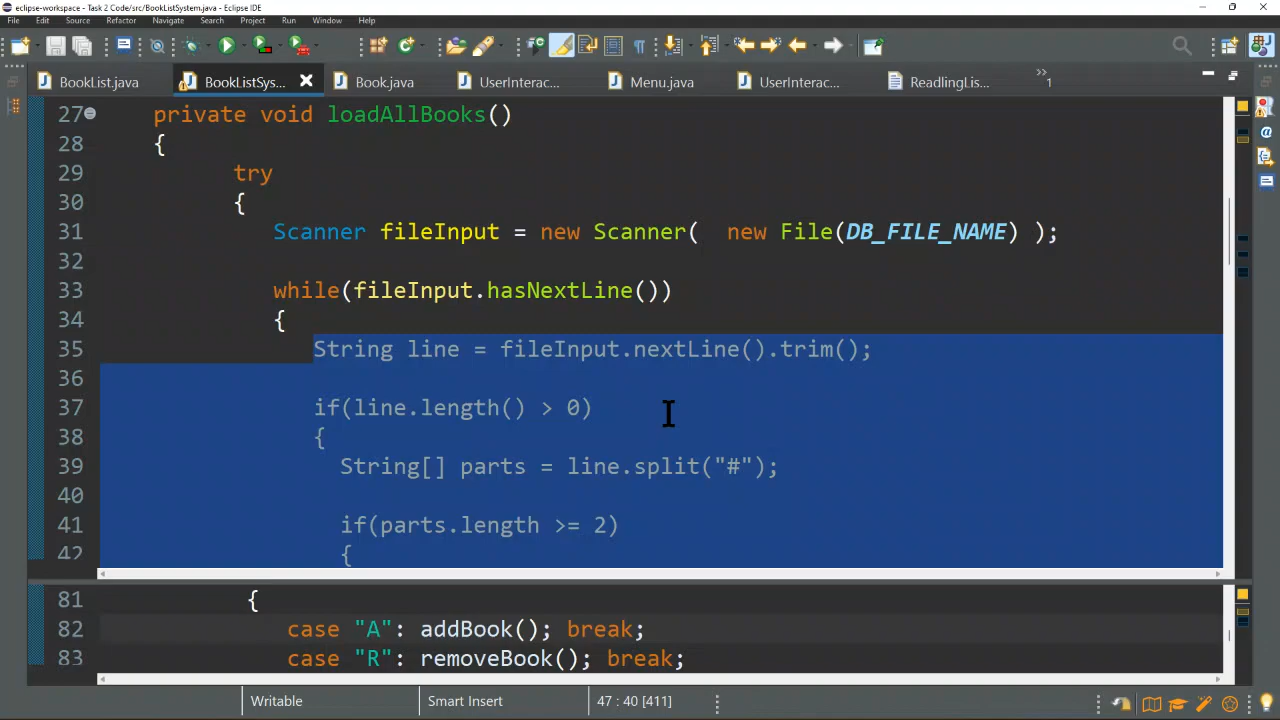 eclipse-workspace - Task 2 Code/src/BookListSystem.java - Eclipse IDE
File Edit Source Refactor Navigate Search Project Run Window Help
BookList.java BookListSys... Book.java UserInterac... Menu.java UserInterac... ReadlingLis... »1
27 private void loadAllBooks()
28 {
29 try
30 {
31 Scanner fileInput = new Scanner( new File(DB_FILE_NAME) );
32
33 while(fileInput.hasNextLine())
34 {
35 String line = fileInput.nextLine().trim();
36
37 if(line.length() > 0)
38 {
39 String[] parts = line.split("#");
40
41 if(parts.length >= 2)
42 {
81 {
82 case "A": addBook(); break;
83 case "R": removeBook(); break;
Writable Smart Insert 47 : 40 [411]